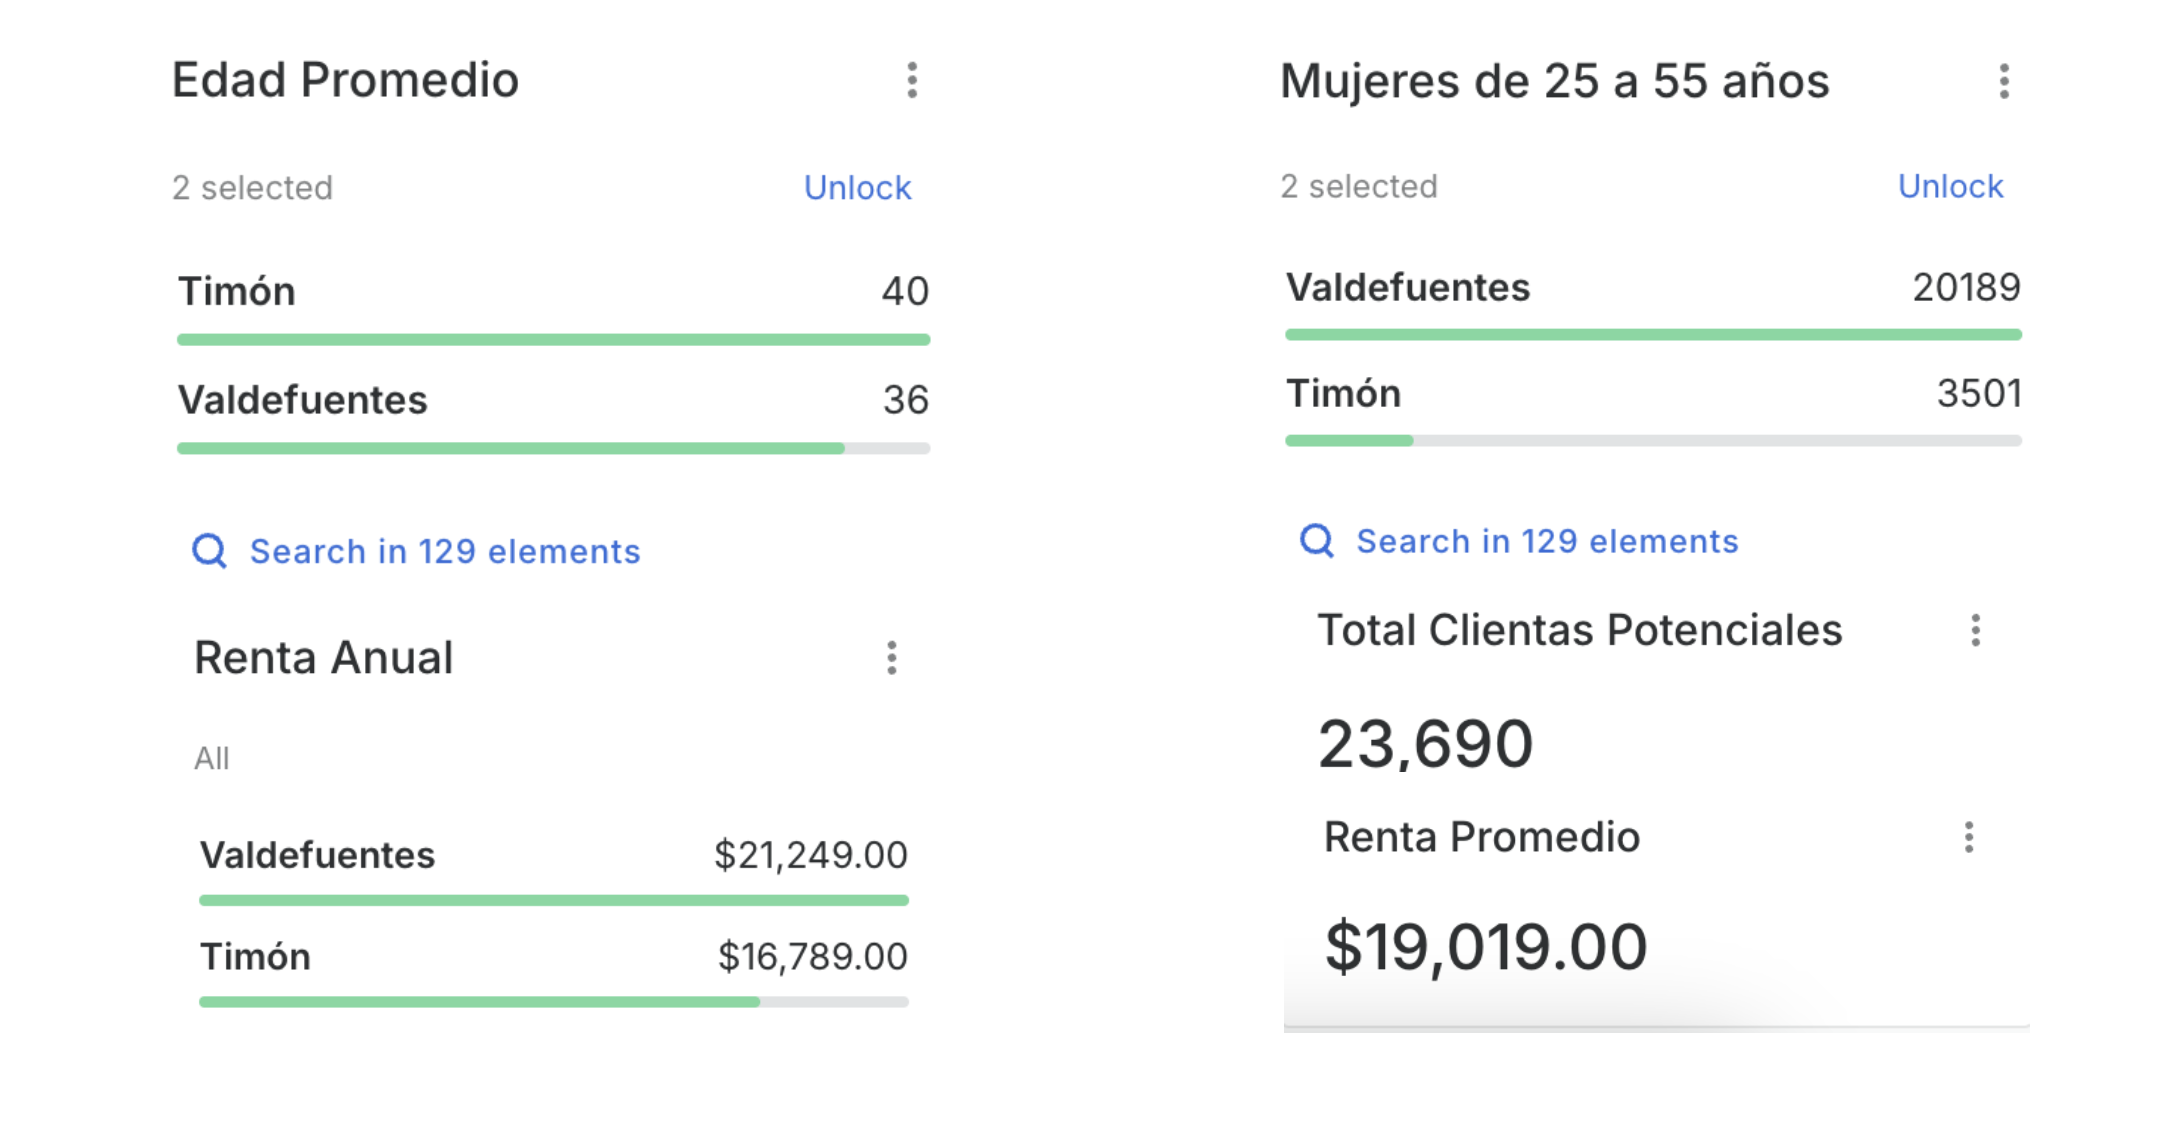 Edad Promedio
2 selected Unlock
Timón 40
Valdefuentes 36
Search in 129 elements
Renta Anual
All
Valdefuentes $21,249.00
Timón $16,789.00
Mujeres de 25 a 55 años
2 selected Unlock
Valdefuentes 20189
Timón 3501
Search in 129 elements
Total Clientas Potenciales
23,690
Renta Promedio
$19,019.00